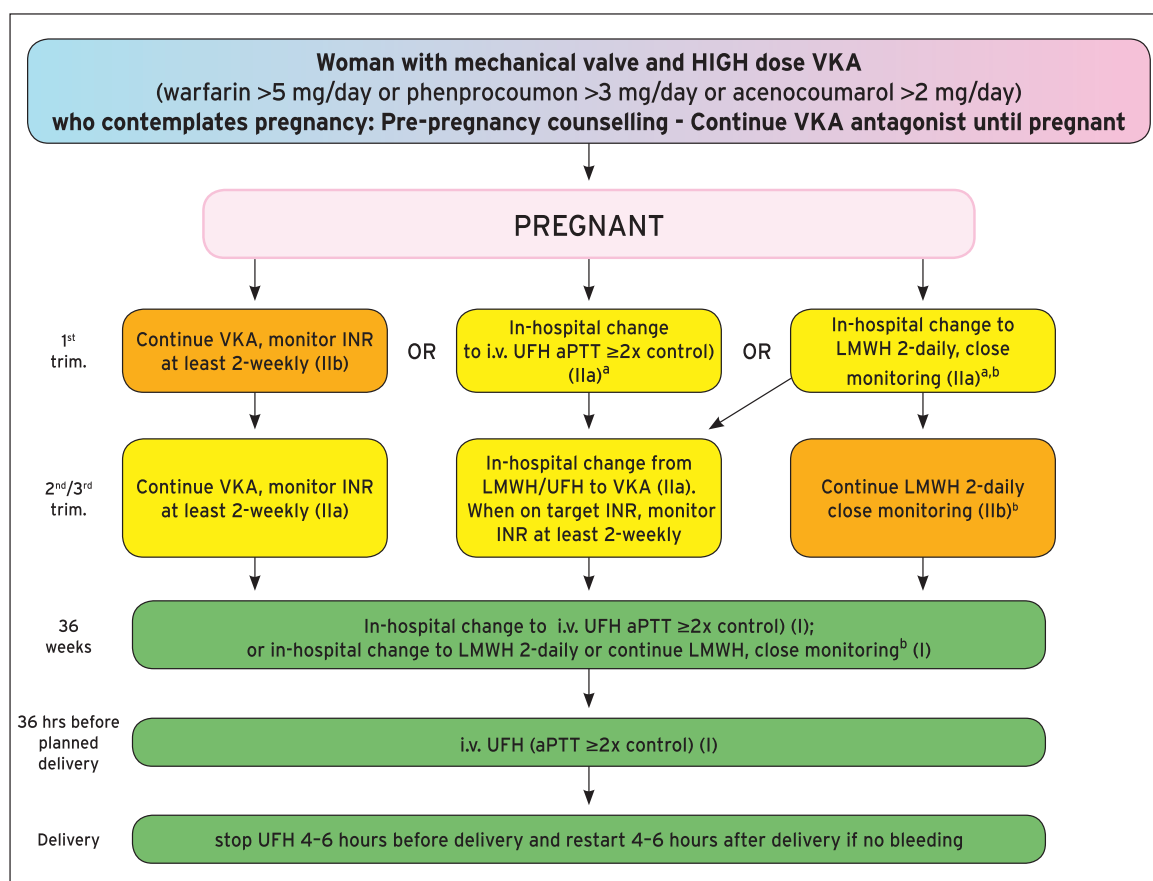 Woman with mechanical valve and HIGH dose VKA
(warfarin >5 mg/day or phenprocoumon >3 mg/day or acenocoumarol >2 mg/day)
who contemplates pregnancy: Pre-pregnancy counselling - Continue VKA antagonist until pregnant
PREGNANT
1st
trim.
Continue VKA, monitor INR
at least 2-weekly (IIb)
OR
In-hospital change
to i.v. UFH aPTT ≥2x control)
(IIa)a
OR
In-hospital change to
LMWH 2-daily, close
monitoring (IIa)a,b
2nd/3rd
trim.
Continue VKA, monitor INR
at least 2-weekly (IIa)
In-hospital change from
LMWH/UFH to VKA (IIa).
When on target INR, monitor
INR at least 2-weekly
Continue LMWH 2-daily
close monitoring (IIb)b
36
weeks
In-hospital change to i.v. UFH aPTT ≥2x control) (I);
or in-hospital change to LMWH 2-daily or continue LMWH, close monitoringb (I)
36 hrs before
planned
delivery
i.v. UFH (aPTT ≥2x control) (I)
Delivery
stop UFH 4–6 hours before delivery and restart 4–6 hours after delivery if no bleeding